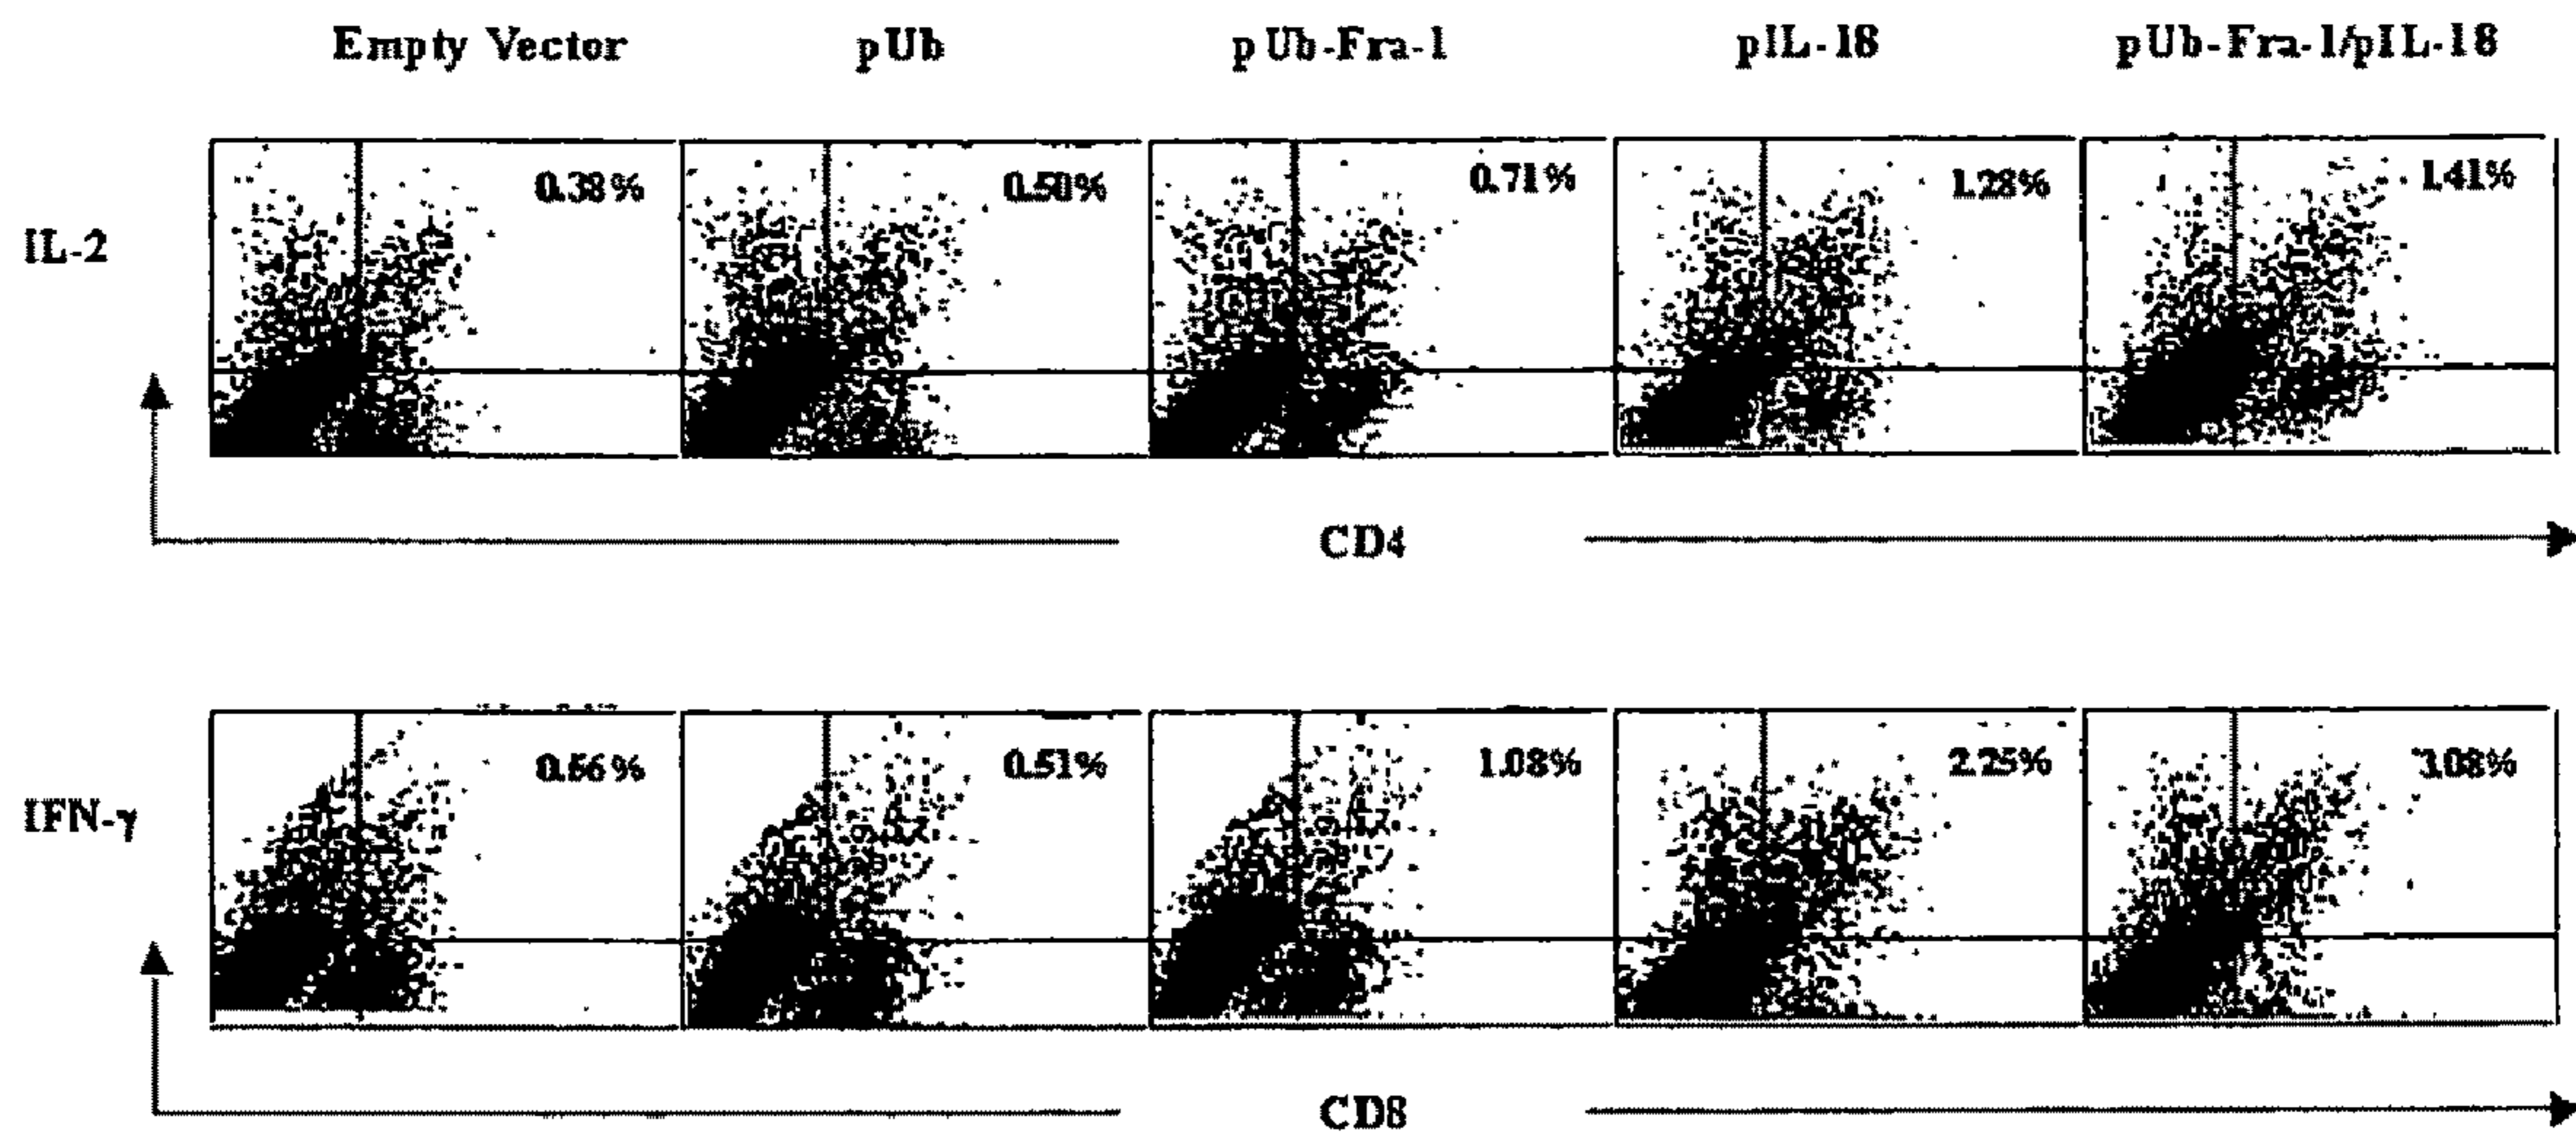 Empty Vector pUb pUb-Fra-1 pIL-18 pUb-Fra-1/pIL-18
IL-2 0.38% 0.50% 0.71% 1.28% 1.41%
CD4
IFN-γ 0.56% 0.51% 1.08% 2.25% 3.08%
CD8